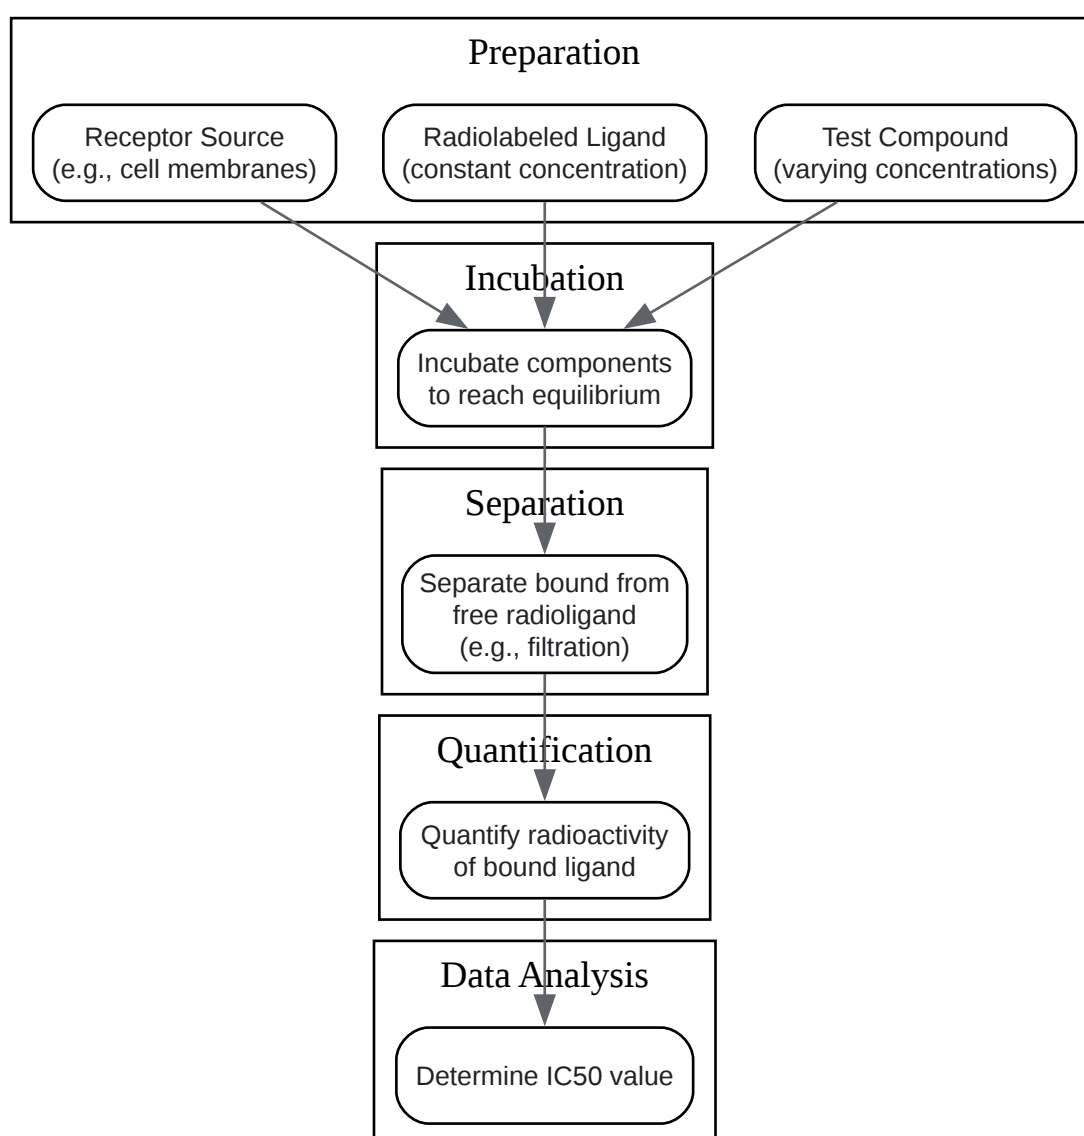 Preparation
Receptor Source
(e.g., cell membranes)
Radiolabeled Ligand
(constant concentration)
Test Compound
(varying concentrations)
Incubation
Incubate components
to reach equilibrium
Separation
Separate bound from
free radioligand
(e.g., filtration)
Quantification
Quantify radioactivity
of bound ligand
Data Analysis
Determine IC50 value